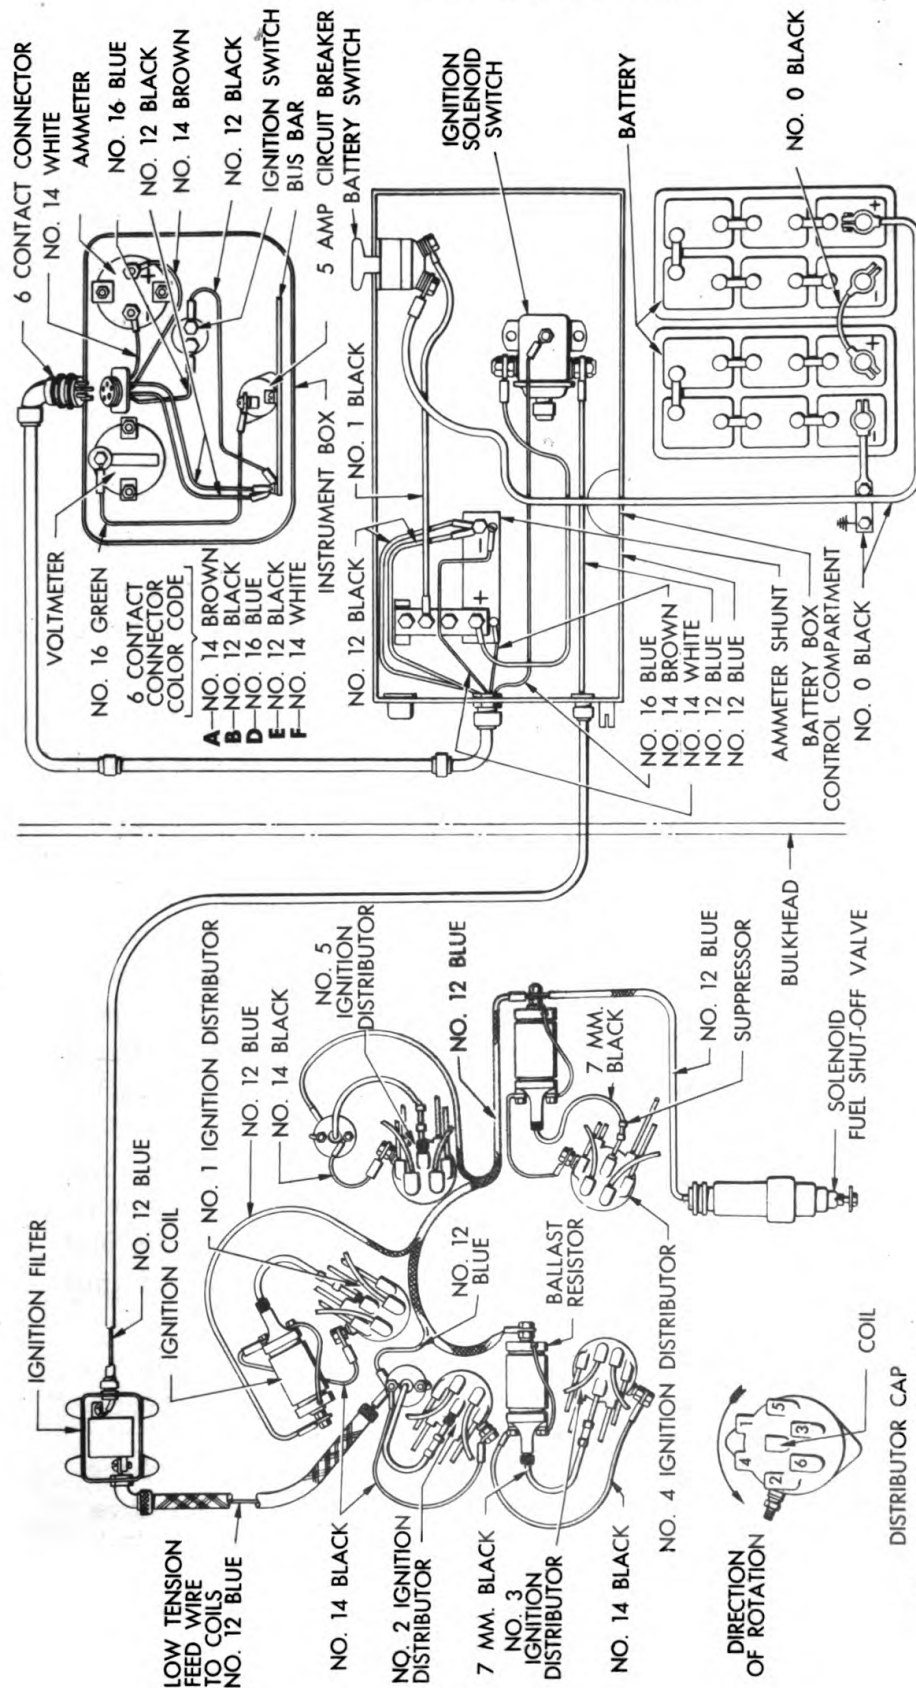 IGNITION FILTER
NO. 12 BLUE
IGNITION COIL
NO. 1 IGNITION DISTRIBUTOR
NO. 12 BLUE
NO. 14 BLACK
NO. 5
IGNITION
DISTRIBUTOR
NO. 12 BLUE
7 MM.
BLACK
NO. 12 BLUE
SUPPRESSOR
BULKHEAD
SOLENOID
FUEL SHUT-OFF VALVE
LOW TENSION
FEED WIRE
TO COILS
NO. 12 BLUE
NO. 14 BLACK
NO. 2 IGNITION
DISTRIBUTOR
7 MM. BLACK
NO. 3
IGNITION
DISTRIBUTOR
NO. 14 BLACK
NO. 12
BLUE
BALLAST
RESISTOR
NO. 4 IGNITION DISTRIBUTOR
DIRECTION
OF ROTATION
1
5
3
6
2
4
COIL
DISTRIBUTOR CAP
6 CONTACT CONNECTOR
NO. 14 WHITE
AMMETER
NO. 16 BLUE
NO. 12 BLACK
NO. 14 BROWN
NO. 12 BLACK
IGNITION SWITCH
BUS BAR
5 AMP CIRCUIT BREAKER
BATTERY SWITCH
VOLTMETER
NO. 16 GREEN
6 CONTACT
CONNECTOR
COLOR CODE
A—NO. 14 BROWN
B—NO. 12 BLACK
D—NO. 16 BLUE
E—NO. 12 BLACK
F—NO. 14 WHITE
INSTRUMENT BOX
- +
NO. 12 BLACK
NO. 1 BLACK
IGNITION
SOLENOID
SWITCH
+ -
NO. 16 BLUE
NO. 14 BROWN
NO. 14 WHITE
NO. 12 BLUE
NO. 12 BLUE
AMMETER SHUNT
BATTERY BOX
CONTROL COMPARTMENT
NO. 0 BLACK
BATTERY
NO. 0 BLACK
- + - +